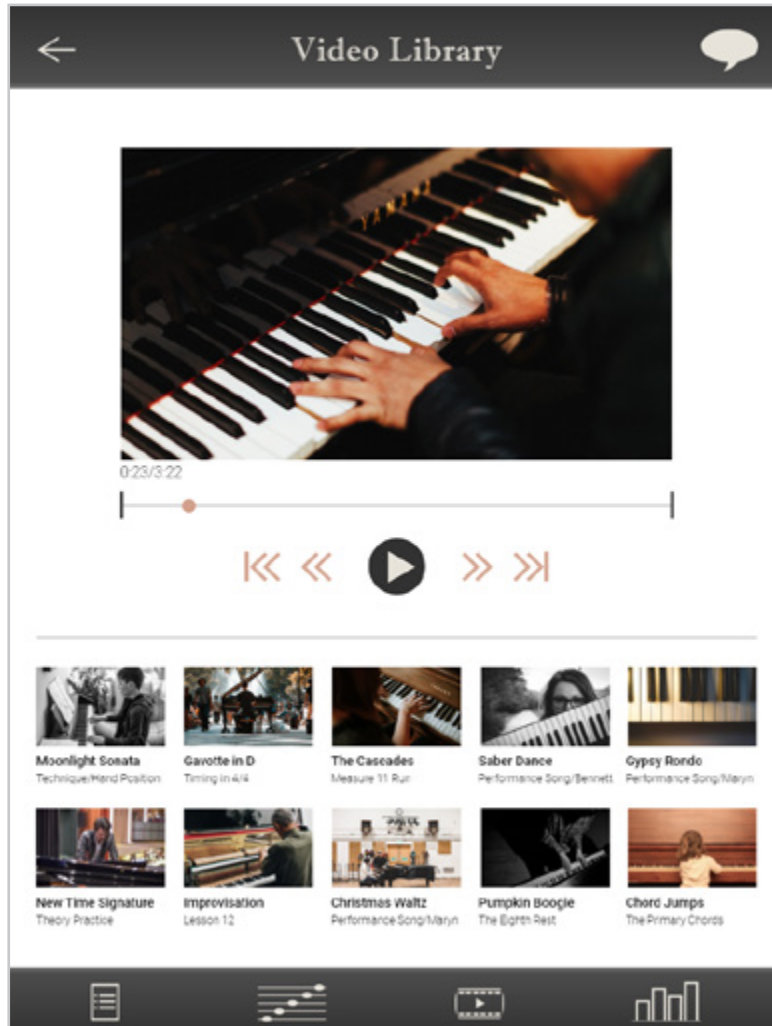 Video Library
YAMAHA
0:23/3:22
Moonlight Sonata
Technique/Hand Position
Gavotte in D
Timing in 4/4
The Cascades
Measure 11 Run
Saber Dance
Performance Song/Bennett
Gypsy Rondo
Performance Song/Maryn
New Time Signature
Theory Practice
Improvisation
Lesson 12
Christmas Waltz
Performance Song/Maryn
Pumpkin Boogie
The Eighth Rest
Chord Jumps
The Primary Chords